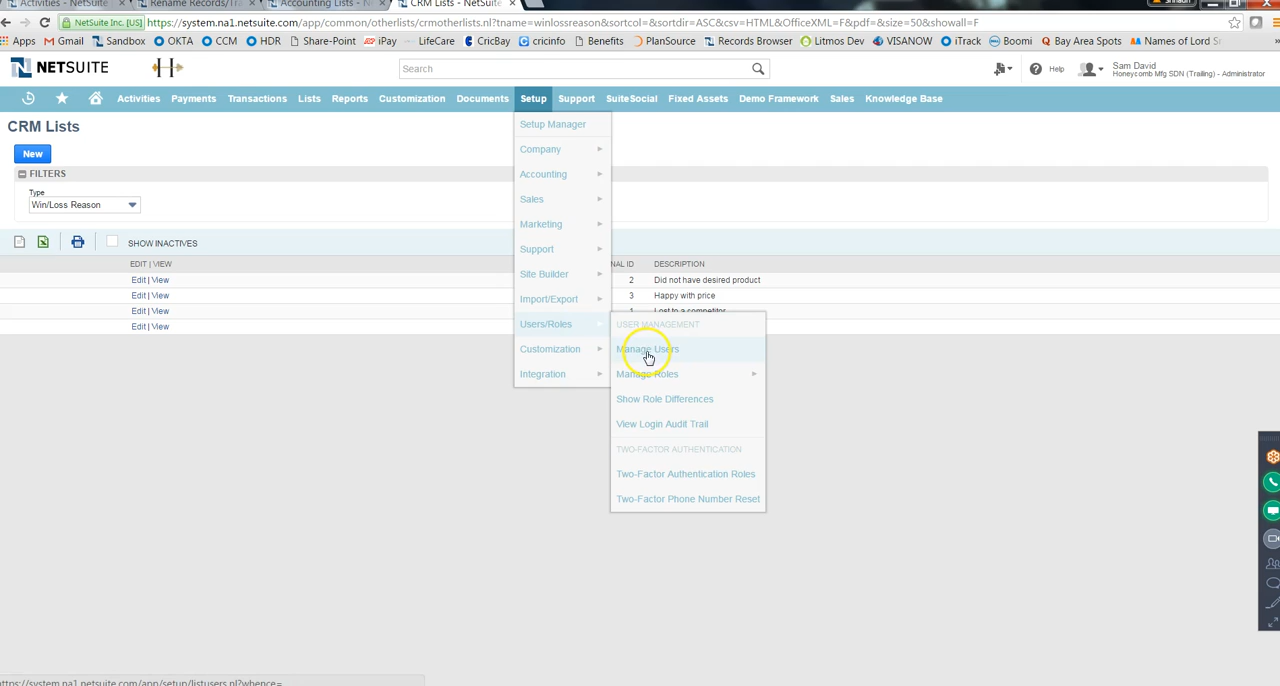 Activities - NetSuite
Rename Records/Tra
Accounting Lists - Ne
CRM Lists - NetSuite
NetSuite Inc. [US] https://system.na1.netsuite.com/app/common/otherlists/crmotherlists.nl?tname=winlossreason&sortcol=&sortdir=ASC&csv=HTML&OfficeXML=F&pdf=&size=50&showall=F
Apps Gmail Sandbox OKTA CCM HDR Share-Point iPay CricBay cricinfo Benefits PlanSource Records Browser Litmos Dev VISANOW iTrack Boomi Bay Area Spots Names of Lord
NETSUITE
Search
Help
Sam David
Honeycomb Mfg SDN (Trailing) - Administrator
Activities Payments Transactions Lists Reports Customization Documents Setup Support SuiteSocial Fixed Assets Demo Framework Sales Knowledge Base
CRM Lists
New
FILTERS
Type
Win/Loss Reason
SHOW INACTIVES
EDIT | VIEW NAL ID DESCRIPTION
Edit | View 2 Did not have desired product
Edit | View 3 Happy with price
Edit | View 1 Lost to a competitor
Edit | View
Setup Manager
Company
Accounting
Sales
Marketing
Support
Site Builder
Import/Export
Users/Roles
Customization
Integration
USER MANAGEMENT
Manage Users
Manage Roles
Show Role Differences
View Login Audit Trail
TWO-FACTOR AUTHENTICATION
Two-Factor Authentication Roles
Two-Factor Phone Number Reset
https://system.na1.netsuite.com/app/setup/listusers.nl?whence=